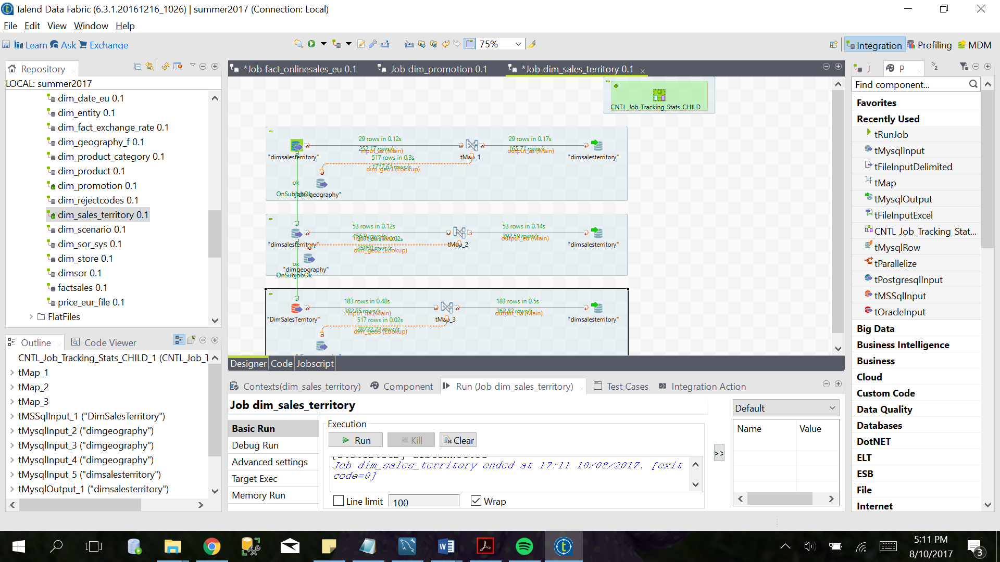 Talend Data Fabric (6.3.1.20161216_1026) | summer2017 (Connection: Local)
File Edit View Window Help
Learn Ask Exchange
75%
Integration Profiling MDM
Repository
LOCAL: summer2017
dim_date_eu 0.1
dim_entity 0.1
dim_fact_exchange_rate 0.1
dim_geography_f 0.1
dim_product_category 0.1
dim_product 0.1
dim_promotion 0.1
dim_rejectcodes 0.1
dim_sales_territory 0.1
dim_scenario 0.1
dim_sor_sys 0.1
dim_store 0.1
dimsor 0.1
factsales 0.1
price_eur_file 0.1
FlatFiles
Outline Code Viewer
CNTL_Job_Tracking_Stats_CHILD_1 (CNTL_Job_T
tMap_1
tMap_2
tMap_3
tMSSqlInput_1 ("DimSalesTerritory")
tMysqlInput_2 ("dimgeography")
tMysqlInput_3 ("dimgeography")
tMysqlInput_4 ("dimgeography")
tMysqlInput_5 ("dimsalesterritory")
tMysqlOutput_1 ("dimsalesterritory")
*Job fact_onlinesales_eu 0.1 Job dim_promotion 0.1 *Job dim_sales_territory 0.1
CNTL_Job_Tracking_Stats_CHILD
29 rows in 0.12s 29 rows in 0.17s
252.17 rows/s 165.71 rows/s
input_as (Main) output_as (Main)
"dimsalesterritory" 517 rows in 0.3s tMap_1 "dimsalesterritory"
1717.61 rows/s
dim_geo1 (Lookup)
ok
OnSubjobOk "dimgeography"
53 rows in 0.12s 53 rows in 0.14s
456.9 rows/s 392.59 rows/s
output_eu (Main)
"dimsalesterritory" tMap_2 "dimsalesterritory"
25850 rows/s
dim_geo2 (Lookup)
ok
"dimgeography"
OnSubjobOk
183 rows in 0.48s 183 rows in 0.5s
382.85 rows/s 363.82 rows/s
input_na (Main) output_na (Main)
"DimSalesTerritory" 517 rows in 0.02s tMap_3 "dimsalesterritory"
28722.22 rows/s
dim_geo3 (Lookup)
Designer Code Jobscript
Contexts(dim_sales_territory) Component Run (Job dim_sales_territory) Test Cases Integration Action
Job dim_sales_territory
Basic Run
Debug Run
Advanced settings
Target Exec
Memory Run
Execution
Run Kill Clear
[statistics] disconnected
Job dim_sales_territory ended at 17:11 10/08/2017. [exit
code=0]
Line limit 100 Wrap
>>
Default
Name Value
J P 2
Find component...
Favorites
Recently Used
tRunJob
tMysqlInput
tFileInputDelimited
tMap
tMysqlOutput
tFileInputExcel
CNTL_Job_Tracking_Stat...
tMysqlRow
tParallelize
tPostgresqlInput
tMSSqlInput
tOracleInput
Big Data
Business Intelligence
Business
Cloud
Custom Code
Data Quality
Databases
DotNET
ELT
ESB
File
Internet
5:11 PM
8/10/2017
3